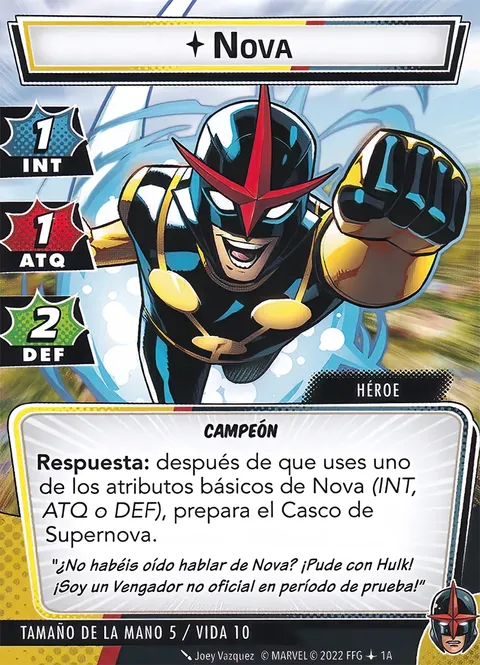 Nova
1
INT
1
ATQ
2
DEF
HÉROE
CAMPEÓN
Respuesta: después de que uses uno
de los atributos básicos de Nova (INT,
ATQ o DEF), prepara el Casco de
Supernova.
"¿No habéis oído hablar de Nova? ¡Pude con Hulk!
¡Soy un Vengador no oficial en período de prueba!"
TAMAÑO DE LA MANO 5 / VIDA 10
Joey Vazquez © MARVEL © 2022 FFG 1A